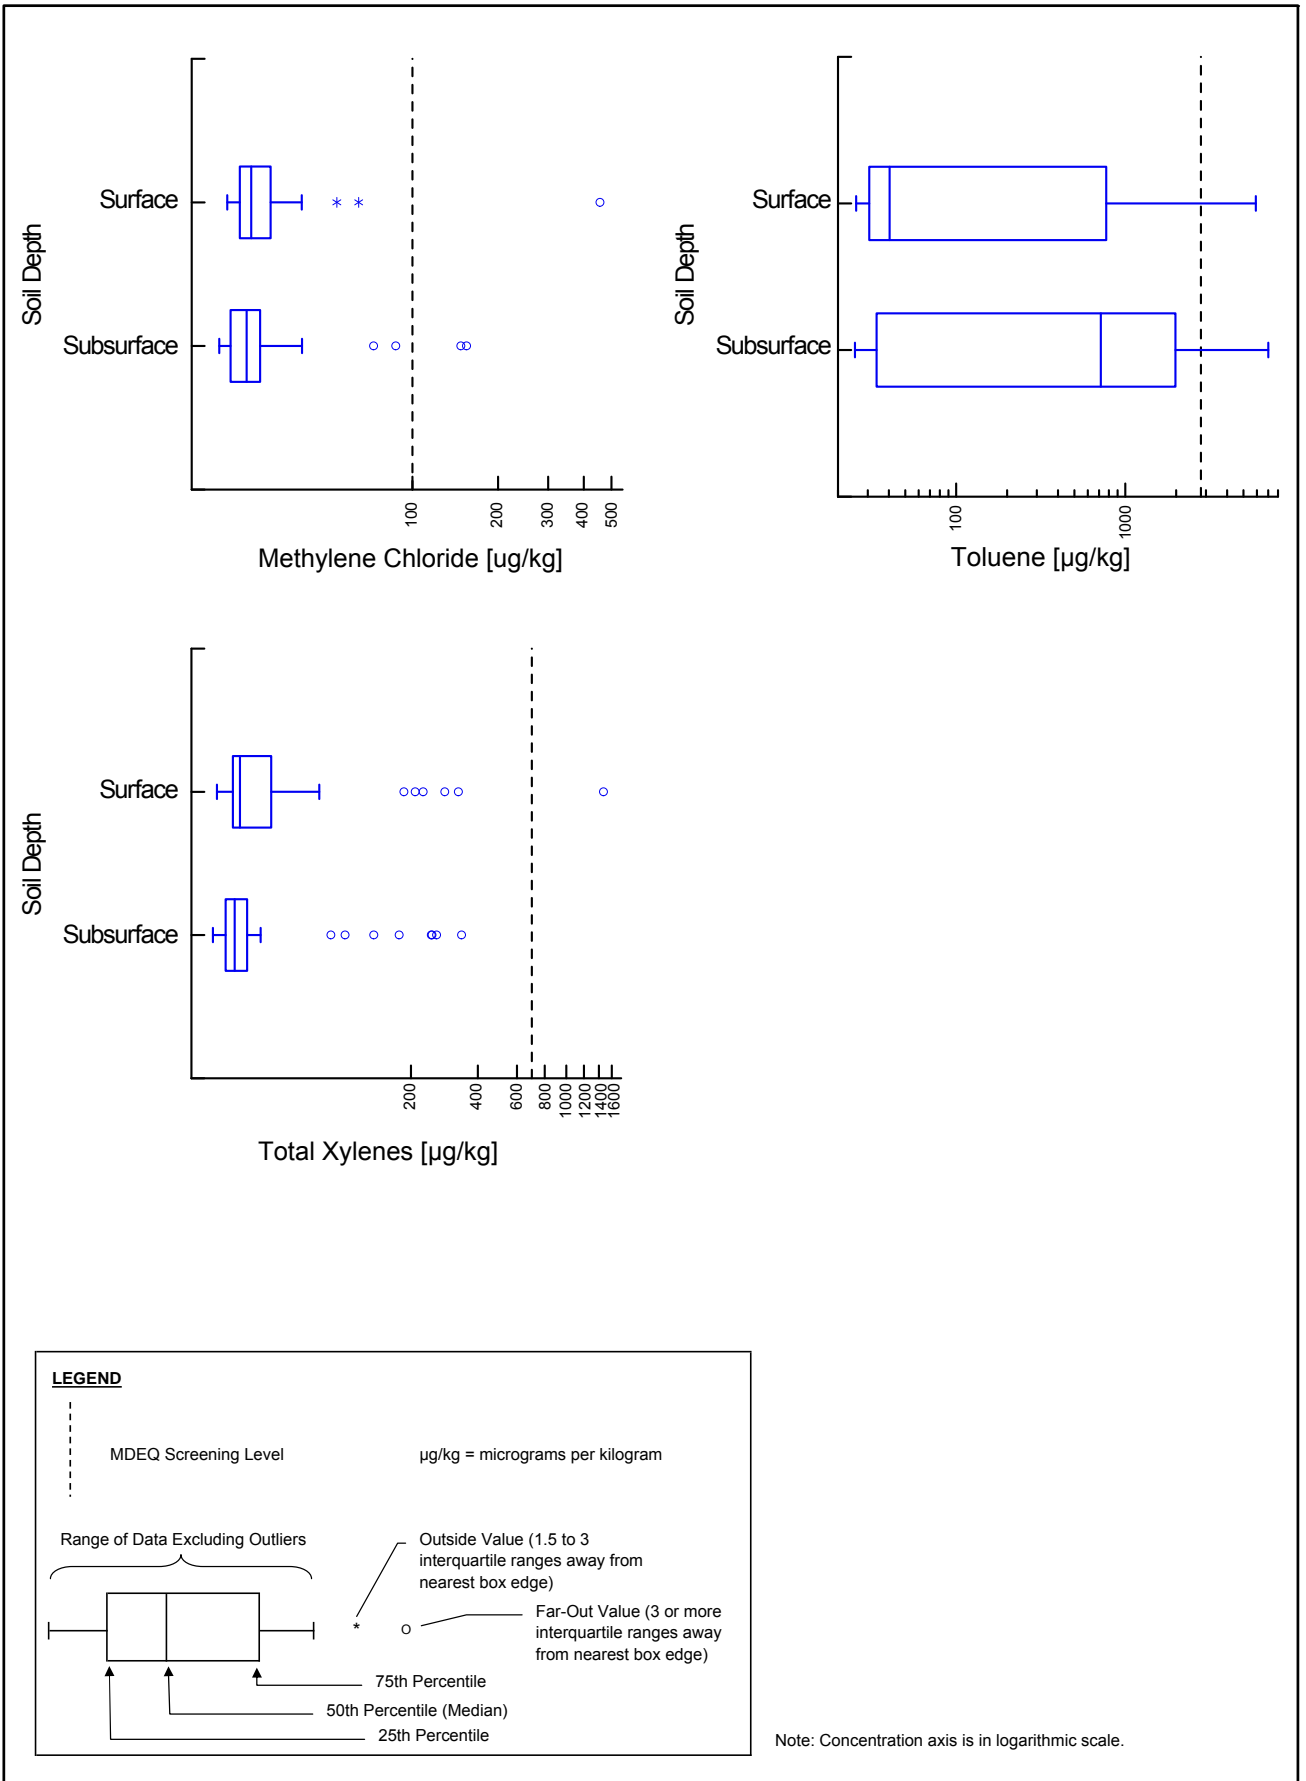 Soil Depth
Surface
Subsurface
100
200
300
400
500
Methylene Chloride [ug/kg]
Soil Depth
Surface
Subsurface
100
1000
Toluene [µg/kg]
Soil Depth
Surface
Subsurface
200
400
600
800
1000
1200
1400
1600
Total Xylenes [µg/kg]
LEGEND
MDEQ Screening Level
µg/kg = micrograms per kilogram
Range of Data Excluding Outliers
Outside Value (1.5 to 3
interquartile ranges away from
nearest box edge)
*
o
Far-Out Value (3 or more
interquartile ranges away
from nearest box edge)
75th Percentile
50th Percentile (Median)
25th Percentile
Note: Concentration axis is in logarithmic scale.